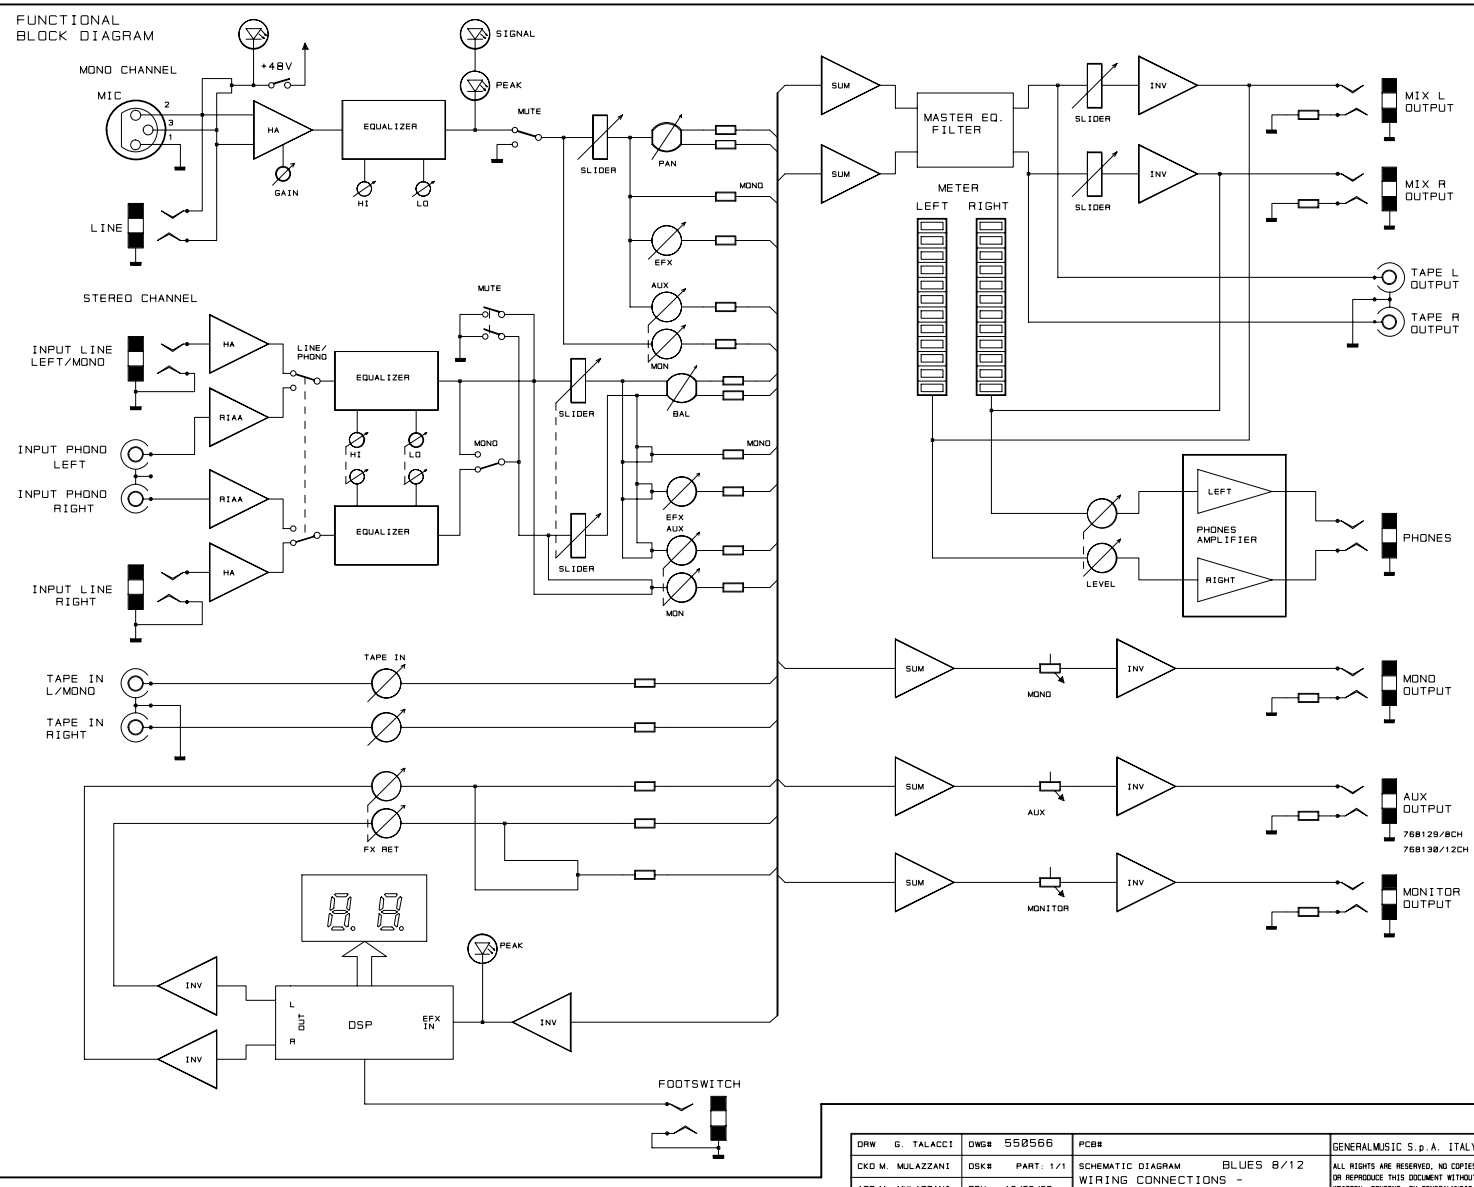 FUNCTIONAL
BLOCK DIAGRAM
MONO CHANNEL
MIC
2
3
1
+48V
HA
GAIN
EQUALIZER
HI
LO
SIGNAL
PEAK
MUTE
SLIDER
PAN
MONO
EFX
AUX
MON
LINE
STEREO CHANNEL
INPUT LINE
LEFT/MONO
HA
RIAA
LINE/
PHONO
EQUALIZER
MUTE
SLIDER
BAL
MONO
INPUT PHONO
LEFT
INPUT PHONO
RIGHT
RIAA
HI
LO
MONO
EQUALIZER
EFX
AUX
SLIDER
MON
INPUT LINE
RIGHT
HA
TAPE IN
L/MONO
TAPE IN
RIGHT
TAPE IN
FX RET
INV
INV
L
OUT
R
DSP
EFX
IN
PEAK
INV
FOOTSWITCH
SUM
SUM
MASTER EQ.
FILTER
SLIDER
SLIDER
INV
INV
MIX L
OUTPUT
MIX R
OUTPUT
METER
LEFT RIGHT
TAPE L
OUTPUT
TAPE R
OUTPUT
LEVEL
LEFT
PHONES
AMPLIFIER
RIGHT
PHONES
SUM
MONO
INV
MONO
OUTPUT
SUM
AUX
INV
AUX
OUTPUT
768129/8CH
768130/12CH
SUM
MONITOR
INV
MONITOR
OUTPUT
DRW G. TALACCI DWG# 550566 PCB# GENERALMUSIC S.p.A. ITALY
CKD M. MULAZZANI DSK# PART: 1/1 SCHEMATIC DIAGRAM BLUES 8/12 ALL RIGHTS ARE RESERVED, NO COPIES
WIRING CONNECTIONS - OR REPRODUCE THIS DOCUMENT WITHOUT